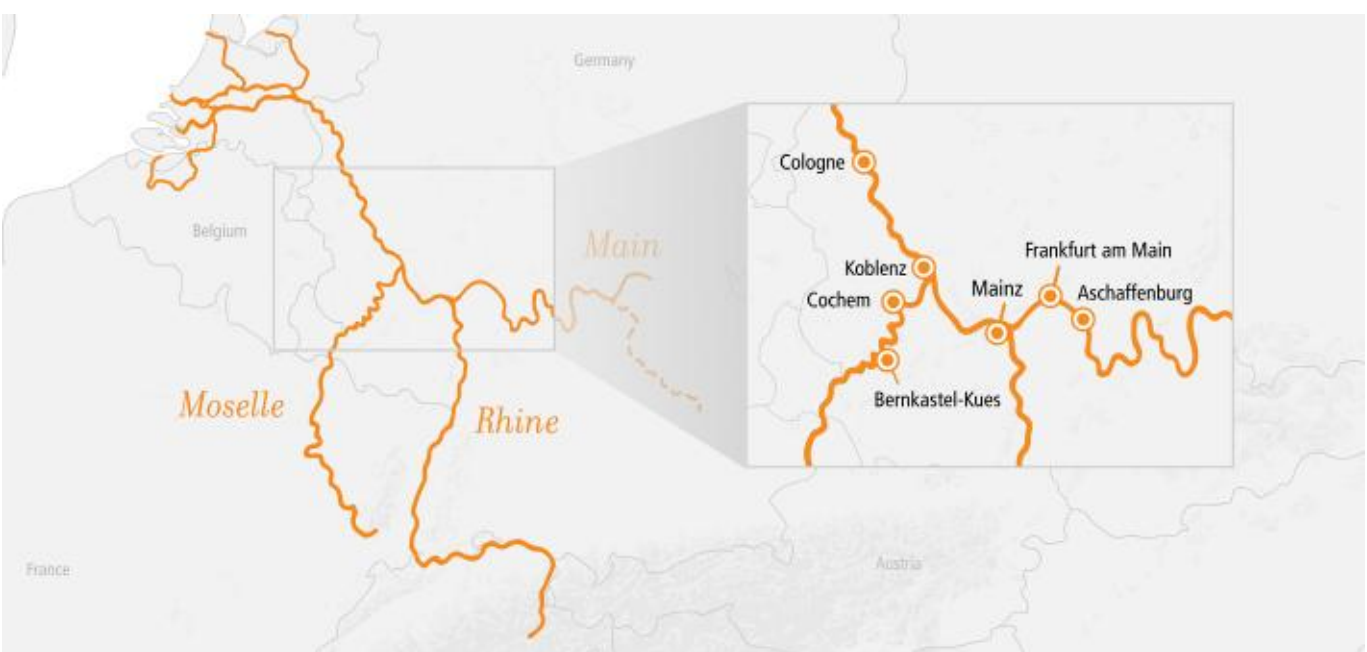 Germany
Belgium
Main
Moselle
Rhine
France
Austria
Cologne
Koblenz
Cochem
Bernkastel-Kues
Mainz
Frankfurt am Main
Aschaffenburg